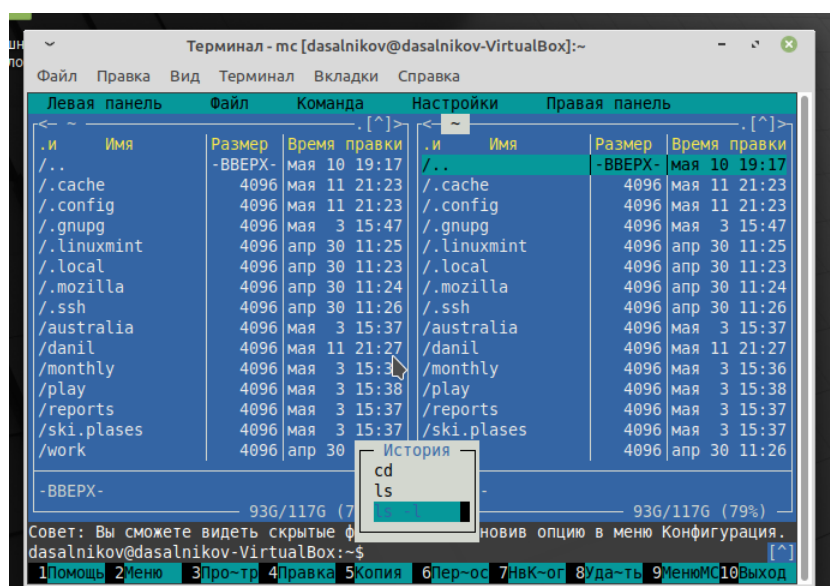 Терминал - mc [dasalnikov@dasalnikov-VirtualBox]:~
Файл Правка Вид Терминал Вкладки Справка
Левая панель Файл Команда Настройки Правая панель
<- ~ .[^]> <- ~ .[^]>
.и Имя Размер Время правки .и Имя Размер Время правки
/.. -ВВЕРХ- мая 10 19:17 /.. -ВВЕРХ- мая 10 19:17
/.cache 4096 мая 11 21:23 /.cache 4096 мая 11 21:23
/.config 4096 мая 11 21:23 /.config 4096 мая 11 21:23
/.gnupg 4096 мая 3 15:47 /.gnupg 4096 мая 3 15:47
/.linuxmint 4096 апр 30 11:25 /.linuxmint 4096 апр 30 11:25
/.local 4096 апр 30 11:23 /.local 4096 апр 30 11:23
/.mozilla 4096 апр 30 11:24 /.mozilla 4096 апр 30 11:24
/.ssh 4096 апр 30 11:26 /.ssh 4096 апр 30 11:26
/australia 4096 мая 3 15:37 /australia 4096 мая 3 15:37
/danil 4096 мая 11 21:27 /danil 4096 мая 11 21:27
/monthly 4096 мая 3 /monthly 4096 мая 3 15:36
/play 4096 мая 3 15:38 /play 4096 мая 3 15:38
/reports 4096 мая 3 15:37 /reports 4096 мая 3 15:37
/ski.plases 4096 мая 3 15:37 /ski.plases 4096 мая 3 15:37
/work 4096 апр 30 4096 апр 30 11:26
История
cd
ls
ls -l
-ВВЕРХ- -
93G/117G (7 93G/117G (79%)
Совет: Вы сможете видеть скрытые ф новив опцию в меню Конфигурация.
dasalnikov@dasalnikov-VirtualBox:~$ [^]
1Помощь 2Меню 3Про~тр 4Правка 5Копия 6Пер~ос 7НвК~ог 8Уда~ть 9МенюМС 10Выход